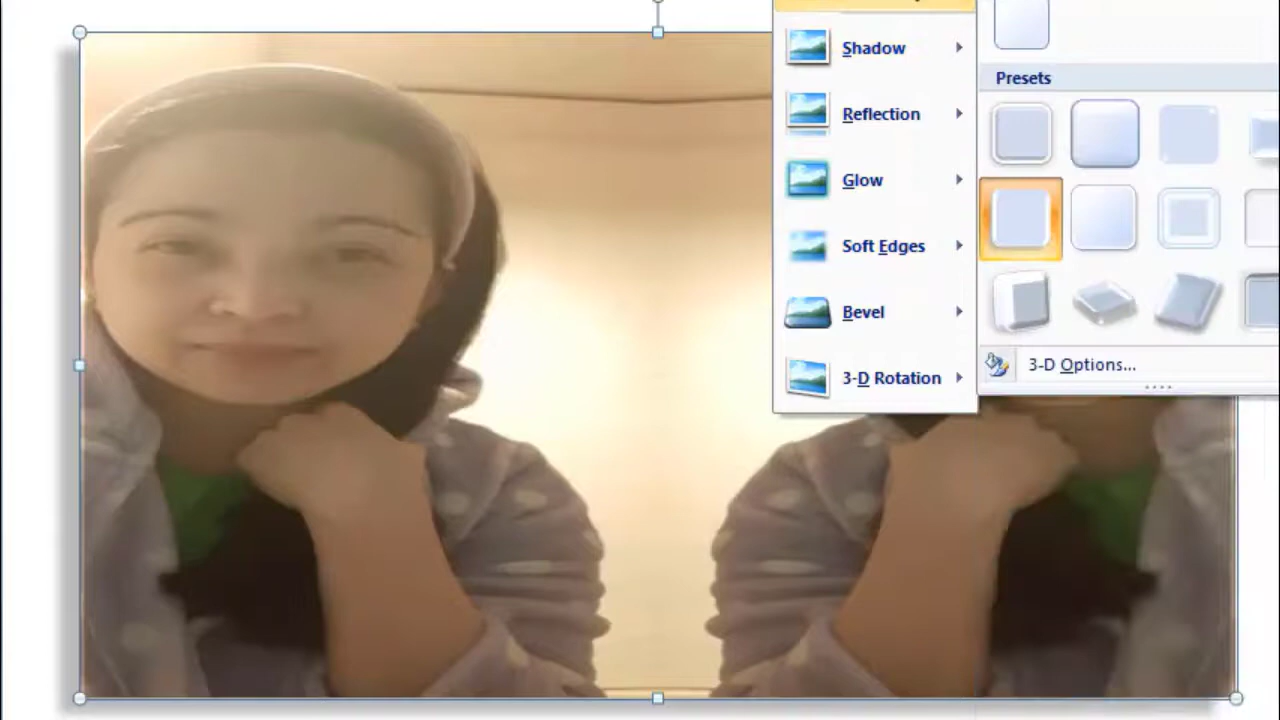 Shadow
Reflection
Glow
Soft Edges
Bevel
3-D Rotation
Presets
3-D Options...